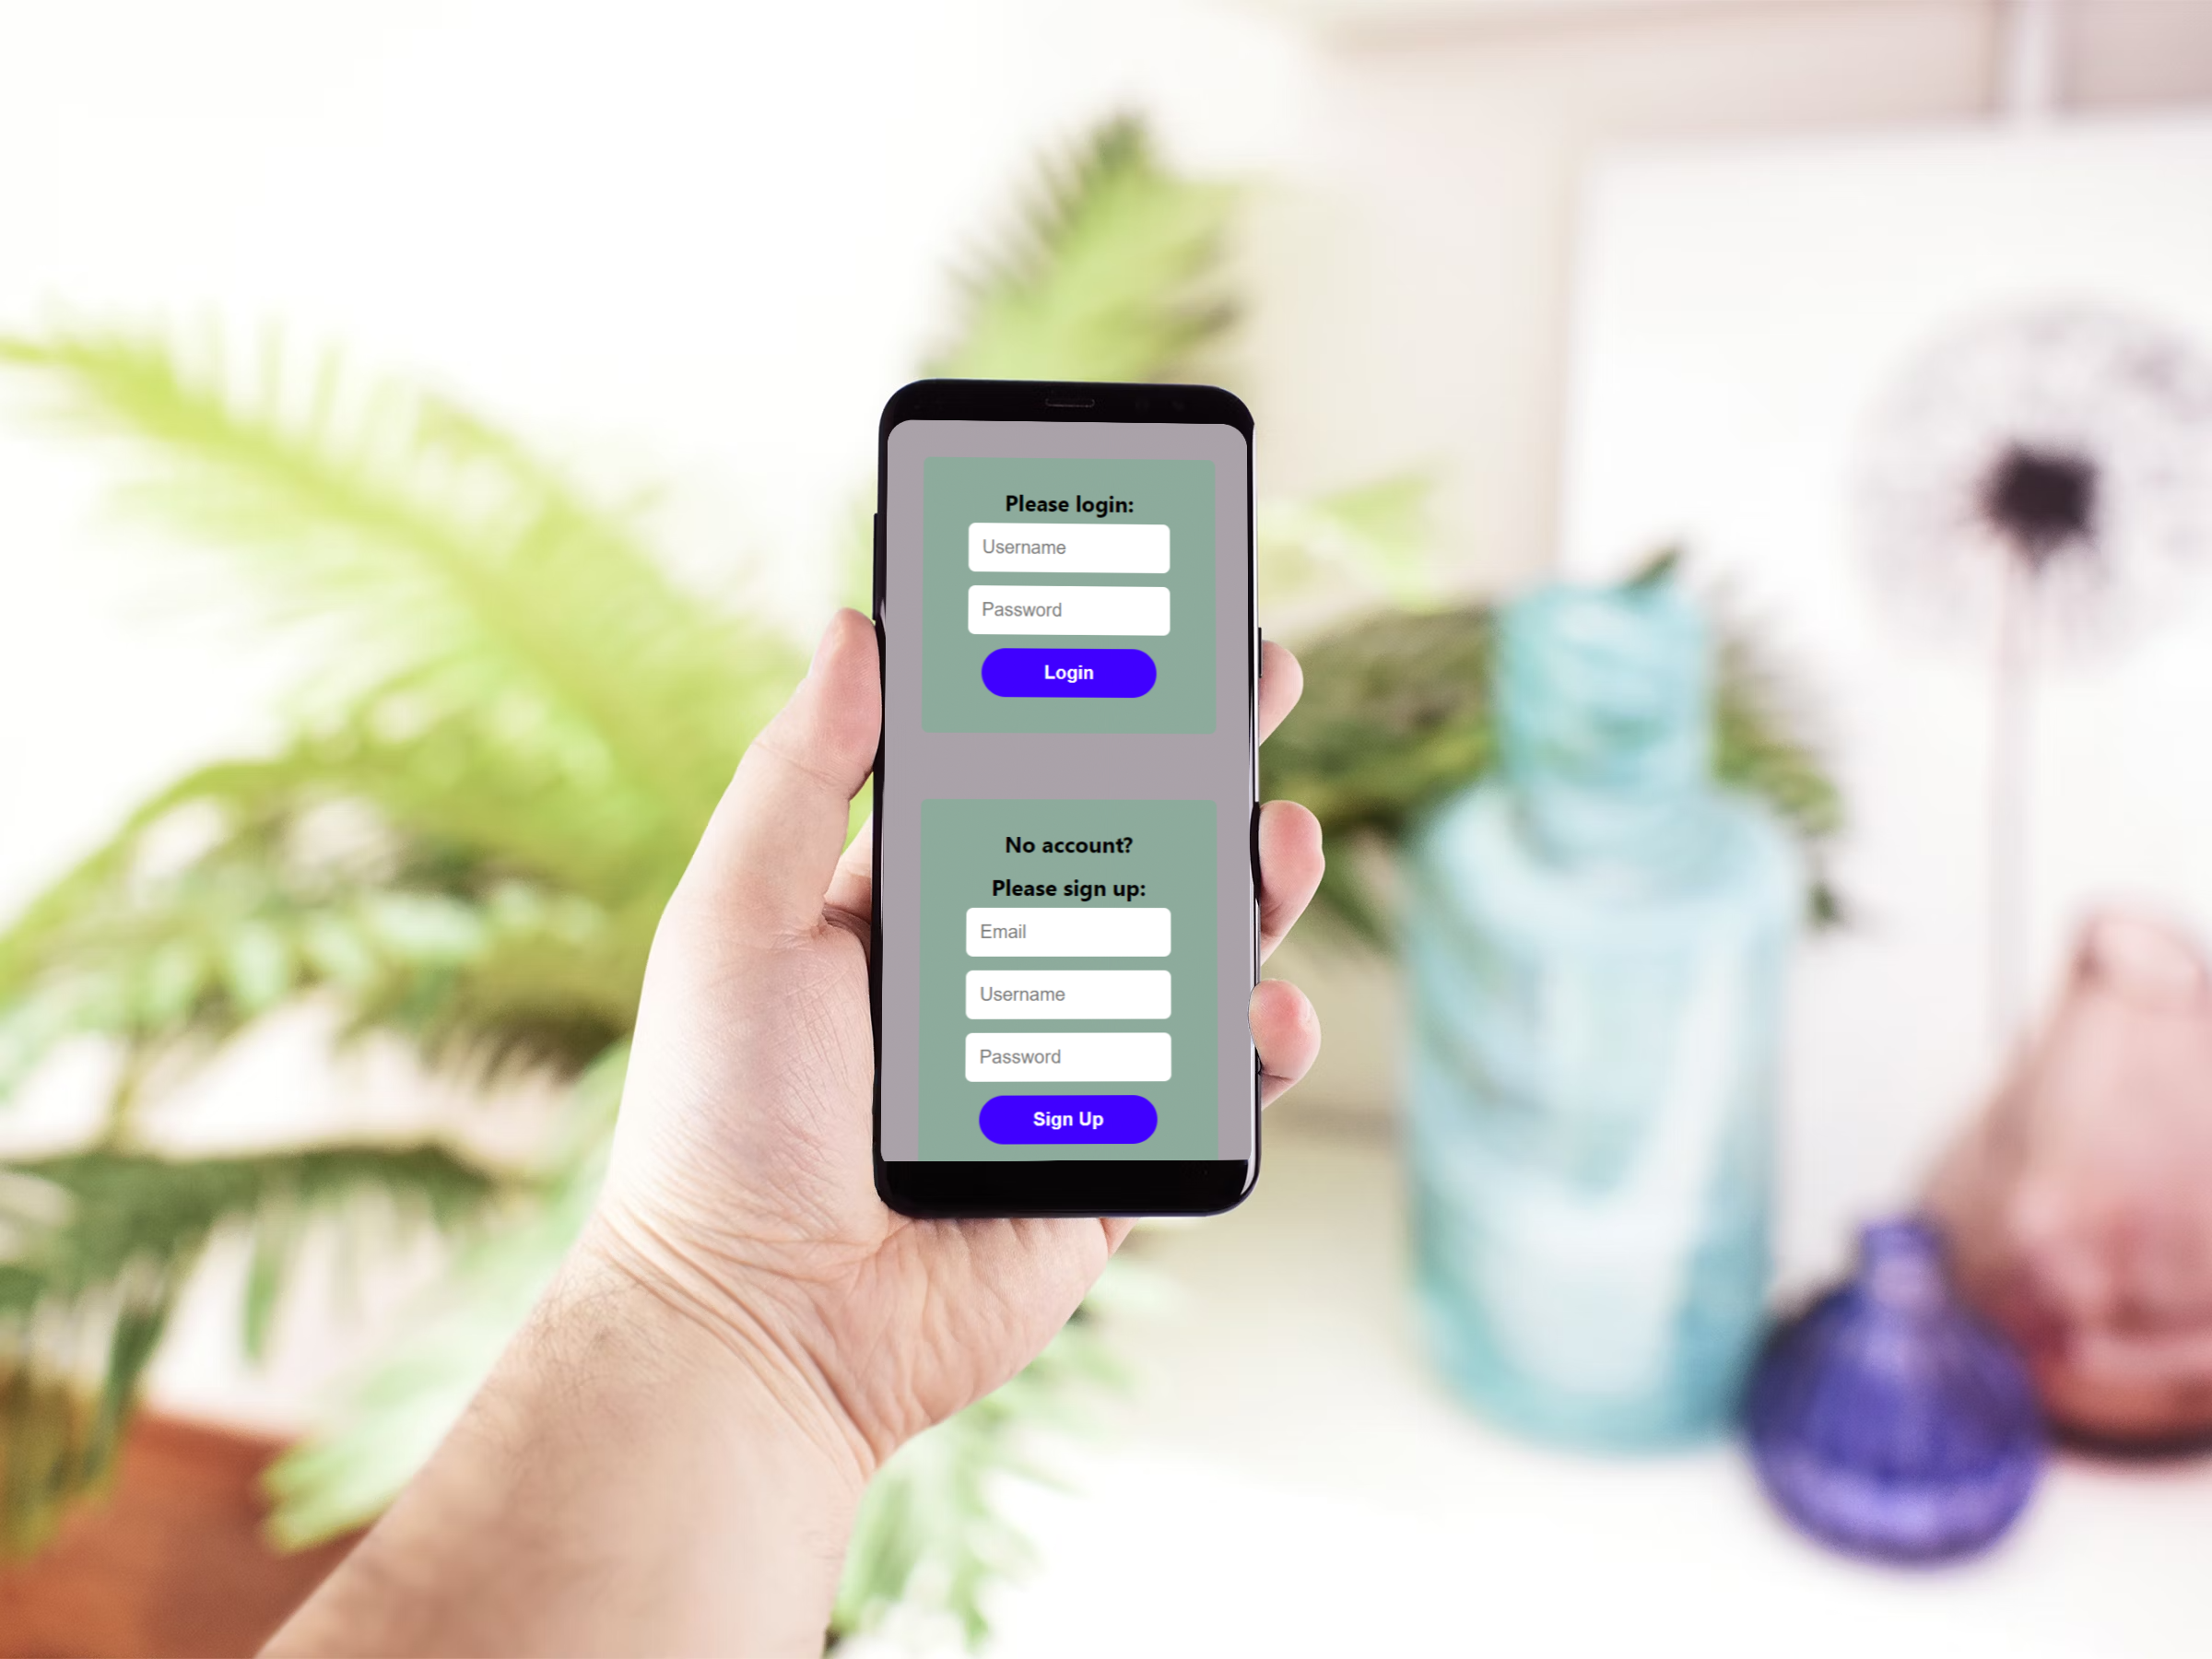 Please login:
Username
Password
Login
No account?
Please sign up:
Email
Username
Password
Sign Up